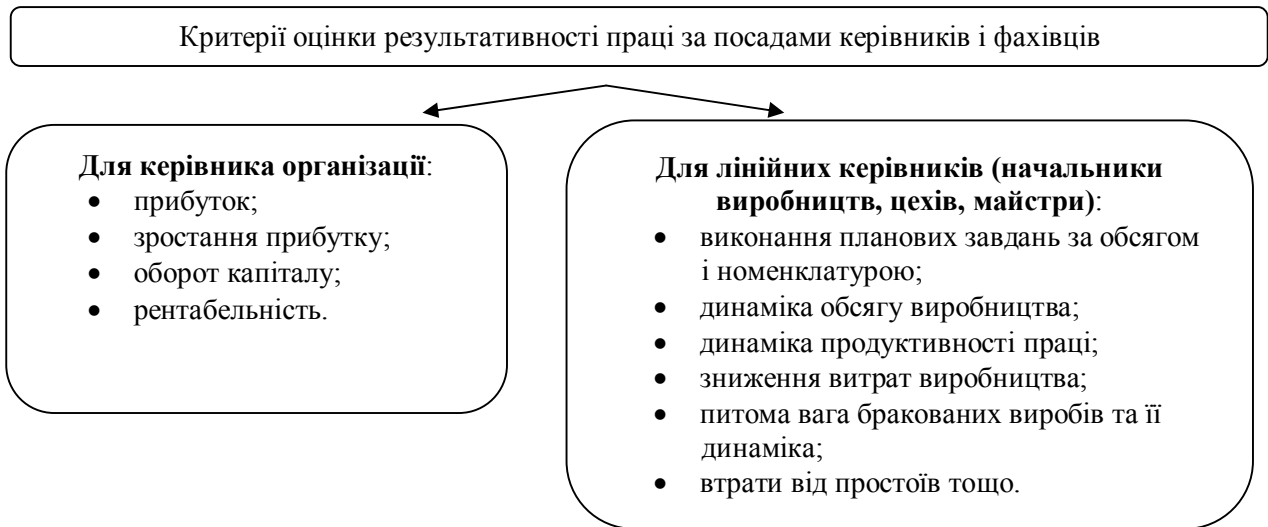 Критерії оцінки результативності праці за посадами керівників і фахівців
Для керівника організації:
• прибуток;
• зростання прибутку;
• оборот капіталу;
• рентабельність.
Для лінійних керівників (начальники
виробництв, цехів, майстри):
• виконання планових завдань за обсягом
і номенклатурою;
• динаміка обсягу виробництва;
• динаміка продуктивності праці;
• зниження витрат виробництва;
• питома вага бракованих виробів та її
динаміка;
• втрати від простоїв тощо.